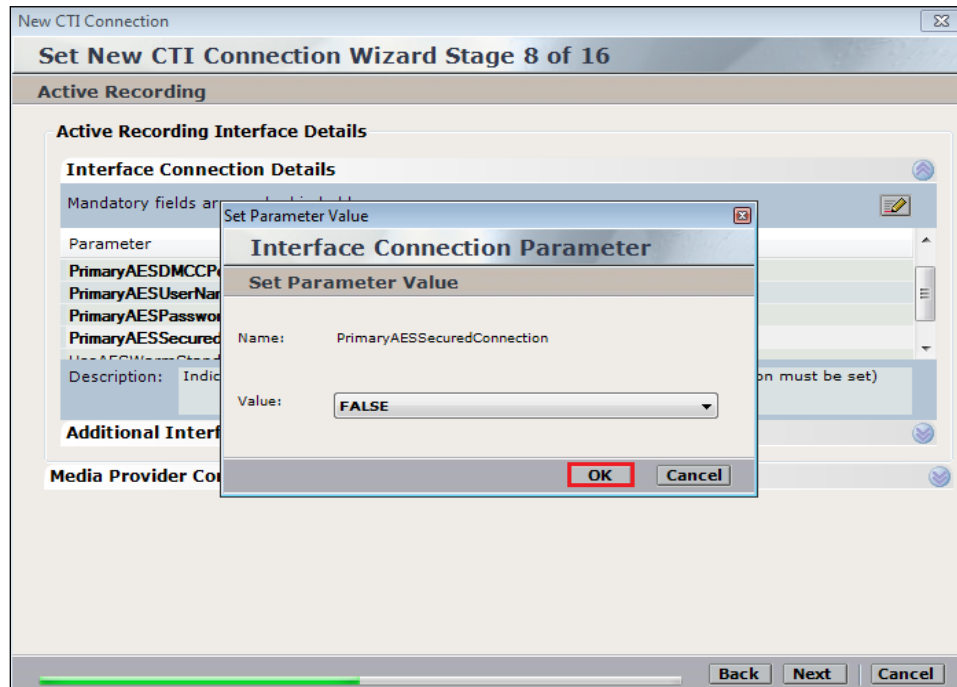 New CTI Connection
Set New CTI Connection Wizard Stage 8 of 16
Active Recording
Active Recording Interface Details
Interface Connection Details
Mandatory fields
Parameter
PrimaryAESDMCCP
PrimaryAESUserNa
PrimaryAESPasswo
PrimaryAESSecured
Description: Indic on must be set)
Additional Interf
Media Provider Co
Set Parameter Value
Interface Connection Parameter
Set Parameter Value
Name: PrimaryAESSecuredConnection
Value: FALSE
OK Cancel
Back Next Cancel